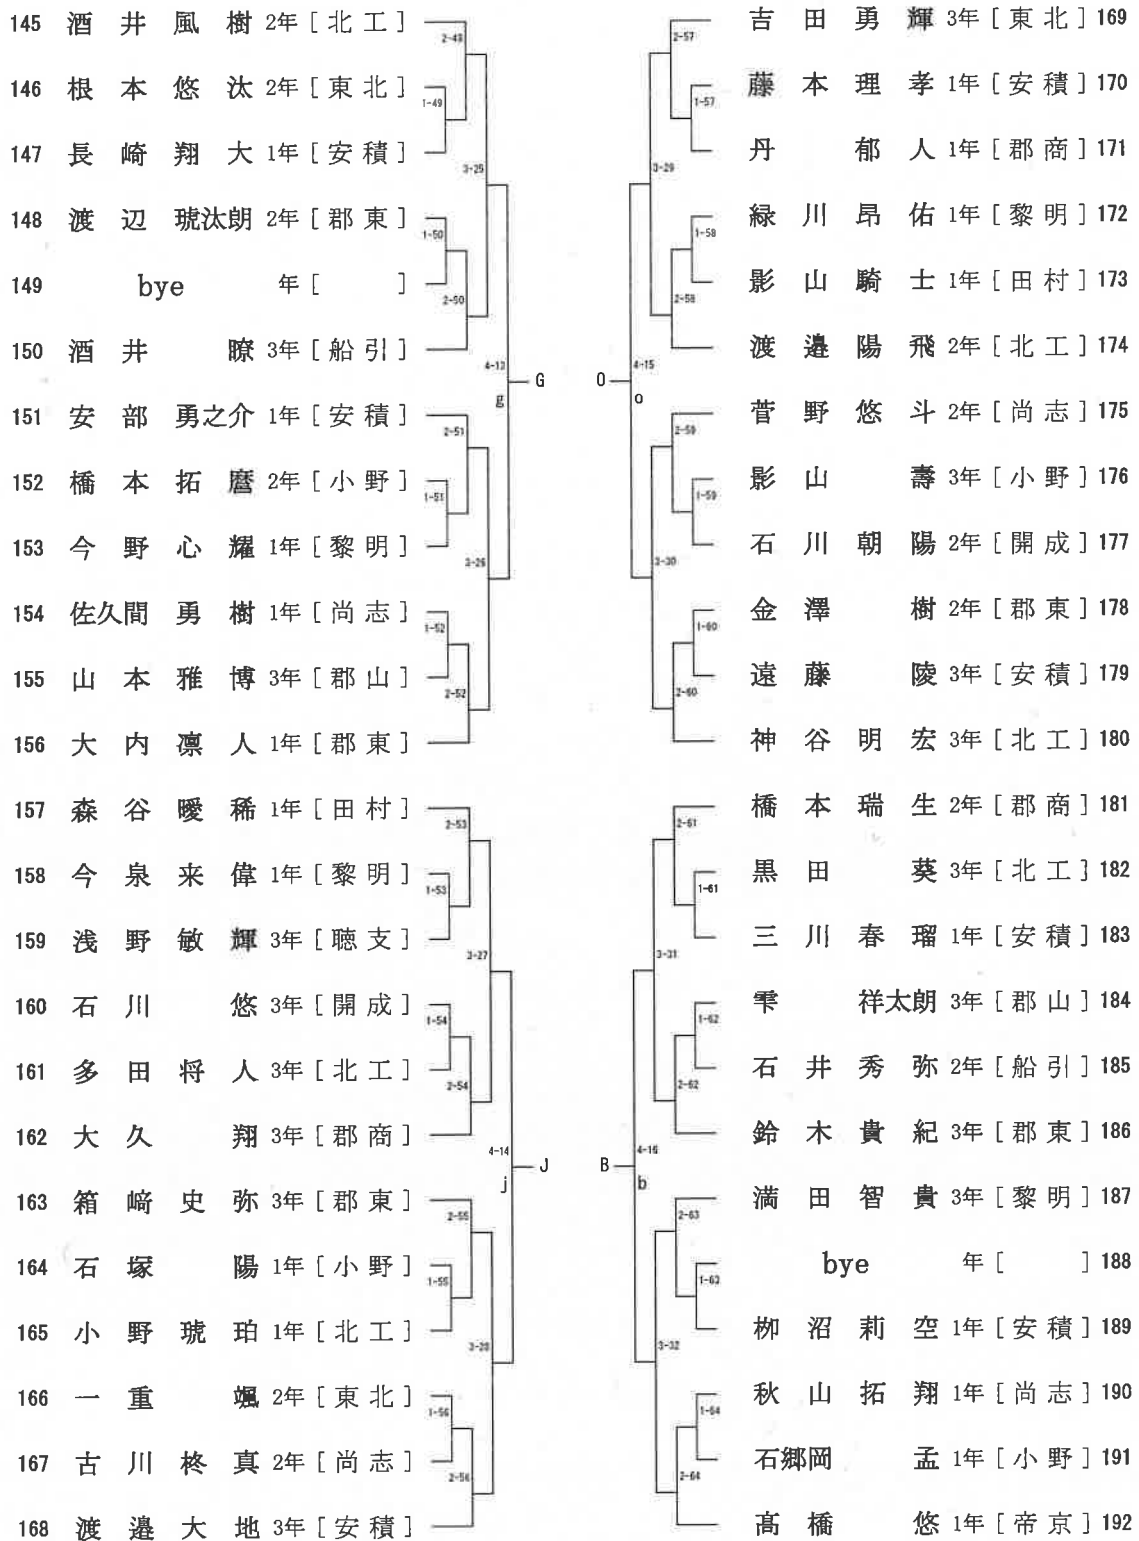 145 酒井風樹 2年 [北工]
146 根本悠汰 2年 [東北]
147 長崎翔大 1年 [安積]
148 渡辺琥汰朗 2年 [郡東]
149 bye 年 [ ]
150 酒井瞭 3年 [船引]
151 安部勇之介 1年 [安積]
152 橋本拓麿 2年 [小野]
153 今野心耀 1年 [黎明]
154 佐久間勇樹 1年 [尚志]
155 山本雅博 3年 [郡山]
156 大内凛人 1年 [郡東]
2-49
1-49
3-25
1-50
2-50
4-13
G
g
2-51
1-51
3-26
1-52
2-52
157 森谷曖稀 1年 [田村]
158 今泉来偉 1年 [黎明]
159 浅野敏輝 3年 [聴支]
160 石川悠 3年 [開成]
161 多田将人 3年 [北工]
162 大久翔 3年 [郡商]
163 箱﨑史弥 3年 [郡東]
164 石塚陽 1年 [小野]
165 小野琥珀 1年 [北工]
166 一重颯 2年 [東北]
167 古川柊真 2年 [尚志]
168 渡邉大地 3年 [安積]
2-53
1-53
3-27
1-54
2-54
4-14
J
j
2-55
1-55
3-28
1-56
2-56
吉田勇輝 3年 [東北] 169
藤本理孝 1年 [安積] 170
丹郁人 1年 [郡商] 171
緑川昂佑 1年 [黎明] 172
影山騎士 1年 [田村] 173
渡邉陽飛 2年 [北工] 174
菅野悠斗 2年 [尚志] 175
影山壽 3年 [小野] 176
石川朝陽 2年 [開成] 177
金澤樹 2年 [郡東] 178
遠藤陵 3年 [安積] 179
神谷明宏 3年 [北工] 180
2-57
1-57
3-29
1-58
2-58
O
4-15
o
2-59
1-59
3-30
1-60
2-60
橋本瑞生 2年 [郡商] 181
黒田葵 3年 [北工] 182
三川春瑠 1年 [安積] 183
雫祥太朗 3年 [郡山] 184
石井秀弥 2年 [船引] 185
鈴木貴紀 3年 [郡東] 186
満田智貴 3年 [黎明] 187
bye 年 [ ] 188
栁沼莉空 1年 [安積] 189
秋山拓翔 1年 [尚志] 190
石郷岡孟 1年 [小野] 191
髙橋悠 1年 [帝京] 192
2-61
1-61
3-31
1-62
2-62
B
4-16
b
2-63
1-63
3-32
1-64
2-64